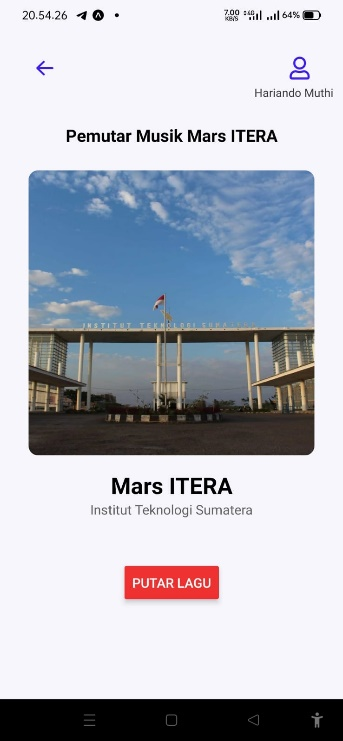 20.54.26
7.00 KB/S
64%
Hariando Muthi
Pemutar Musik Mars ITERA
INSTITUT TEKNOLOGI SUMATERA
Mars ITERA
Institut Teknologi Sumatera
PUTAR LAGU